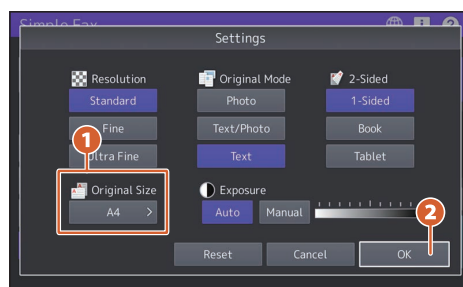 Simple Fax
Settings
Resolution
Original Mode
2-Sided
Standard
Photo
1-Sided
Fine
Text/Photo
Book
Ultra Fine
Text
Tablet
1
Original Size
Exposure
A4 >
Auto
Manual
2
Reset
Cancel
OK